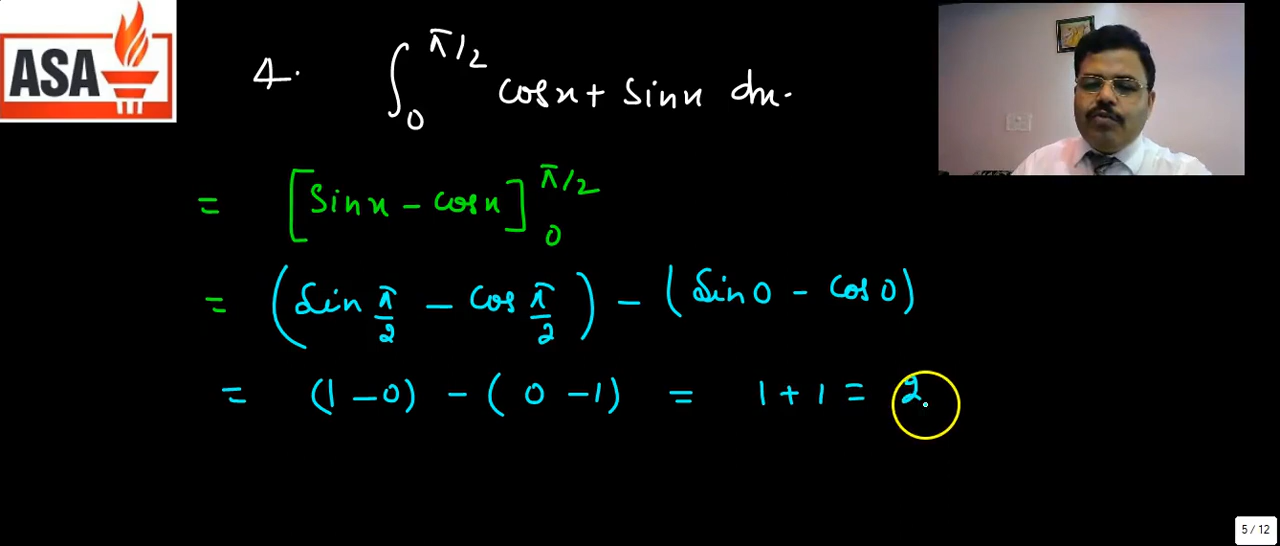 ASA
4. ∫₀^π/2 cosx + sinx dx.
= [sinx - cosx]₀^π/2
= (sin π/2 - cos π/2) - (sin0 - cos0)
= (1 - 0) - (0 - 1) = 1 + 1 = 2.
5 / 12